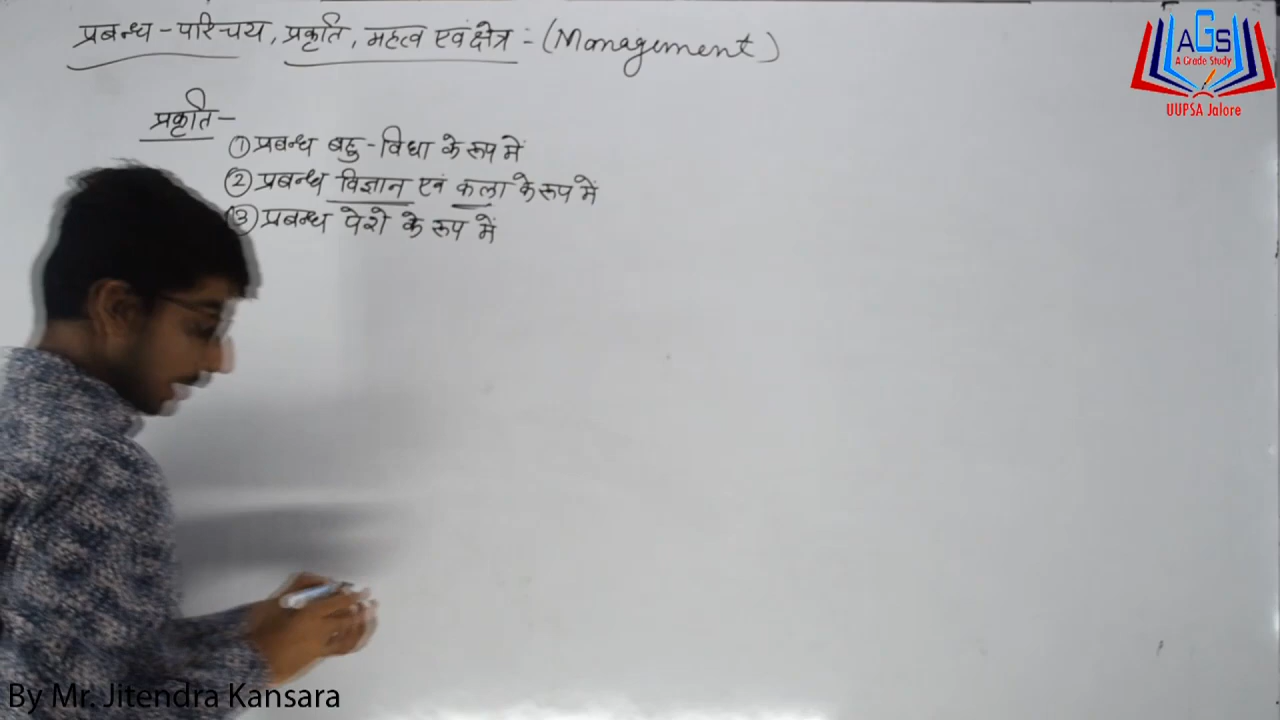 प्रबन्ध - परिचय, प्रकृति, महत्व एवं क्षेत्र :- (Management)
AGS
A Grade Study
UUPSA Jalore
प्रकृति -
① प्रबन्ध बहु - विधा के रूप में
② प्रबन्ध विज्ञान एवं कला के रूप में
③ प्रबन्ध पेशे के रूप में
By Mr. Jitendra Kansara